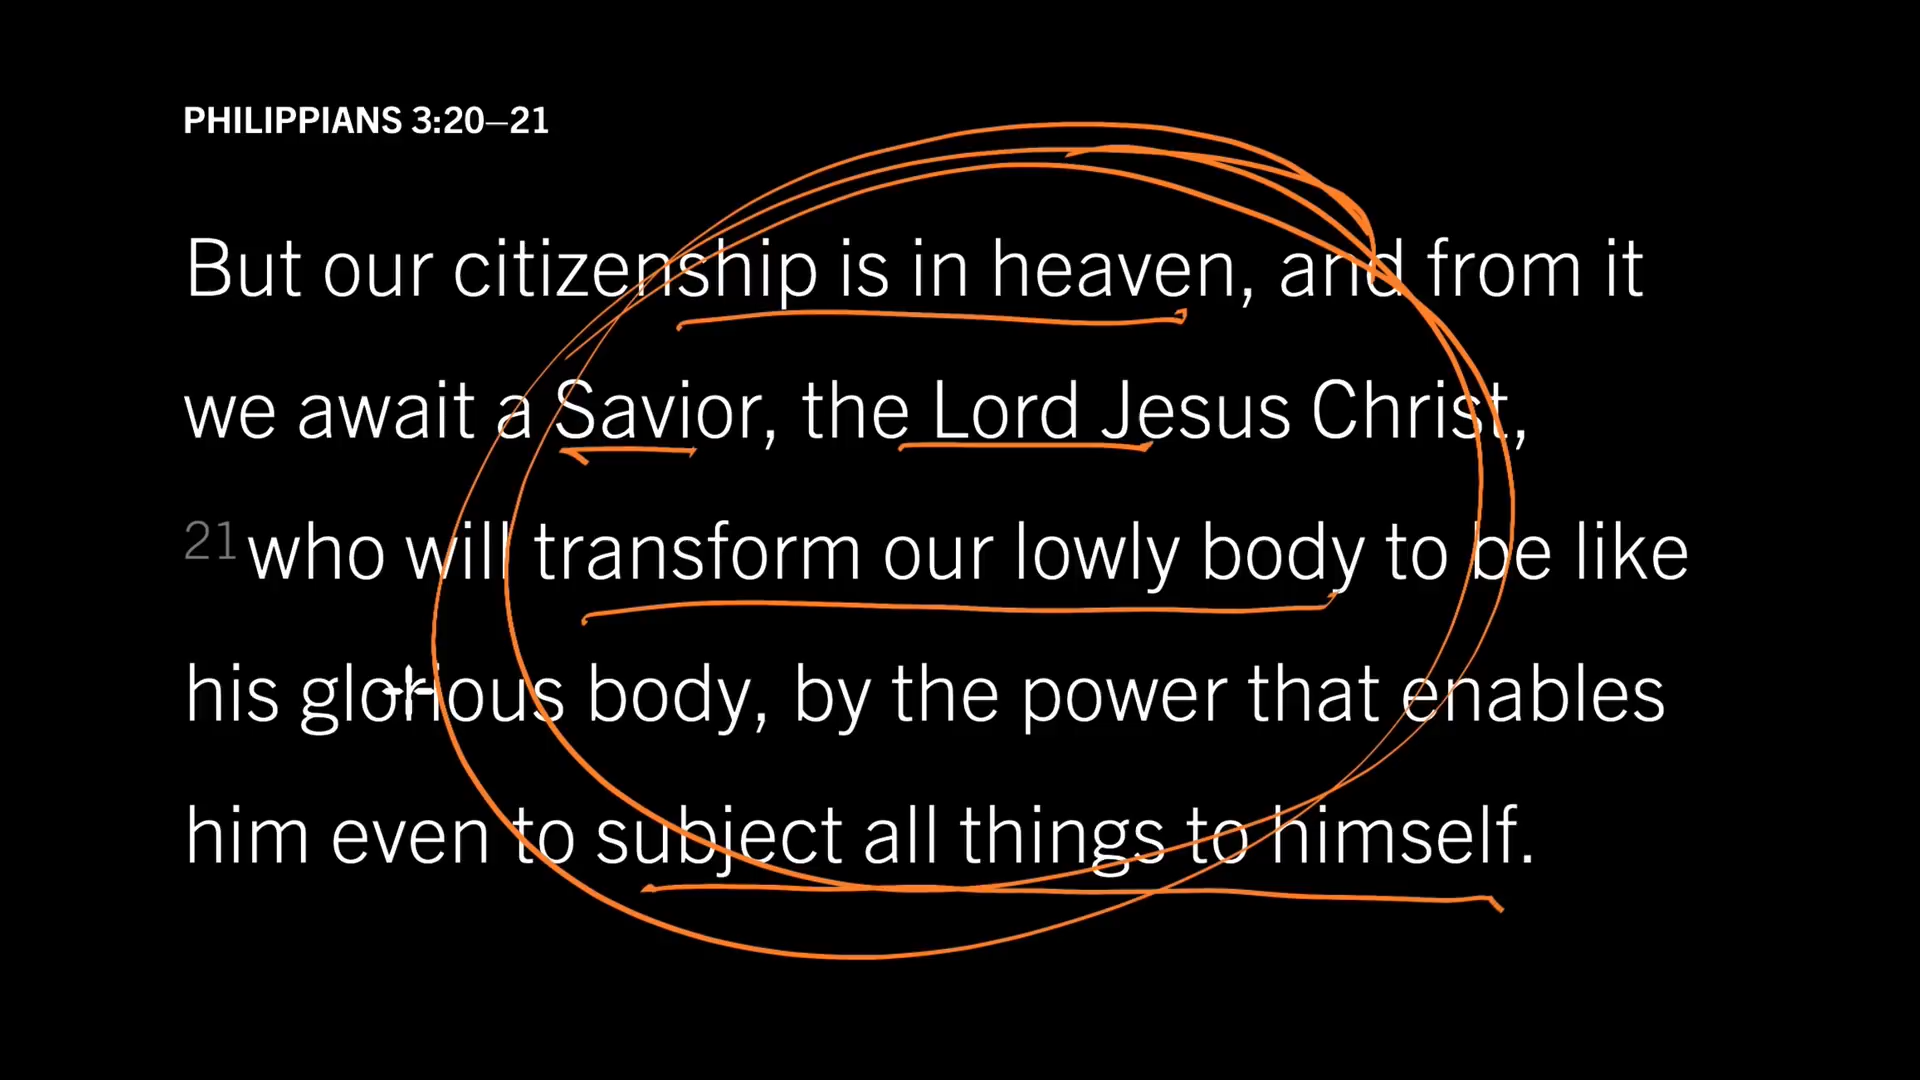 PHILIPPIANS 3:20–21
But our citizenship is in heaven, and from it
we await a Savior, the Lord Jesus Christ,
21 who will transform our lowly body to be like
his glorious body, by the power that enables
him even to subject all things to himself.